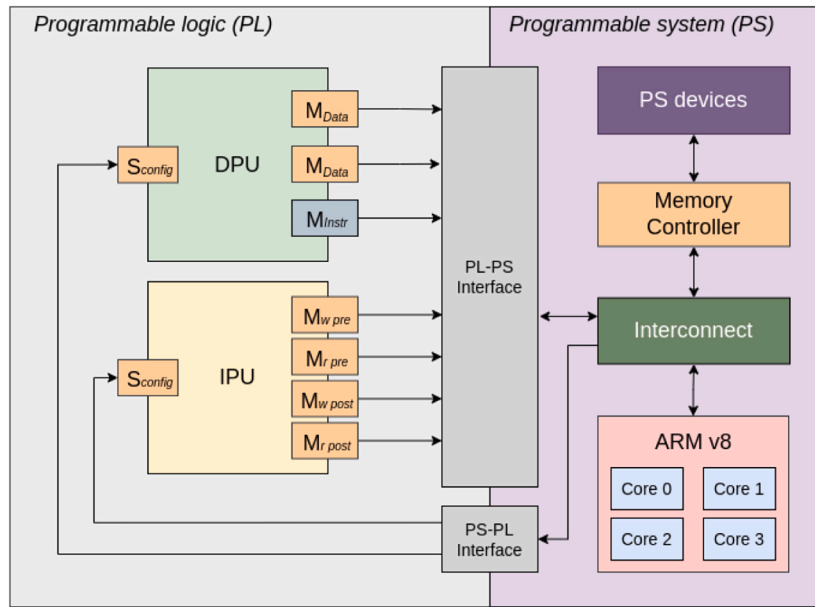 Programmable logic (PL)
Programmable system (PS)
DPU
Sconfig
MData
MData
MInstr
IPU
Sconfig
Mw pre
Mr pre
Mw post
Mr post
PL-PS
Interface
PS-PL
Interface
PS devices
Memory
Controller
Interconnect
ARM v8
Core 0
Core 1
Core 2
Core 3